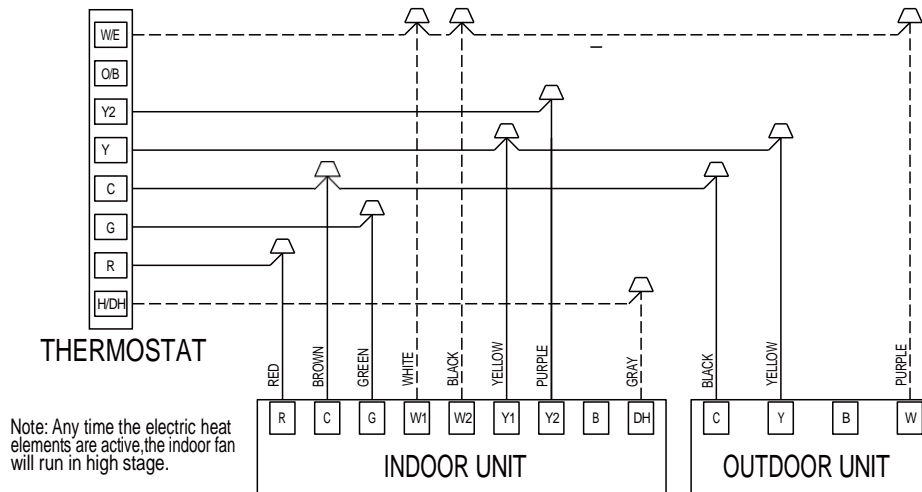 W/E
O/B
Y2
Y
C
G
R
H/DH
THERMOSTAT
RED
BROWN
GREEN
WHITE
BLACK
YELLOW
PURPLE
GRAY
BLACK
YELLOW
PURPLE
R C G W1 W2 Y1 Y2 B DH
C Y B W
INDOOR UNIT
OUTDOOR UNIT
Note: Any time the electric heat
elements are active,the indoor fan
will run in high stage.